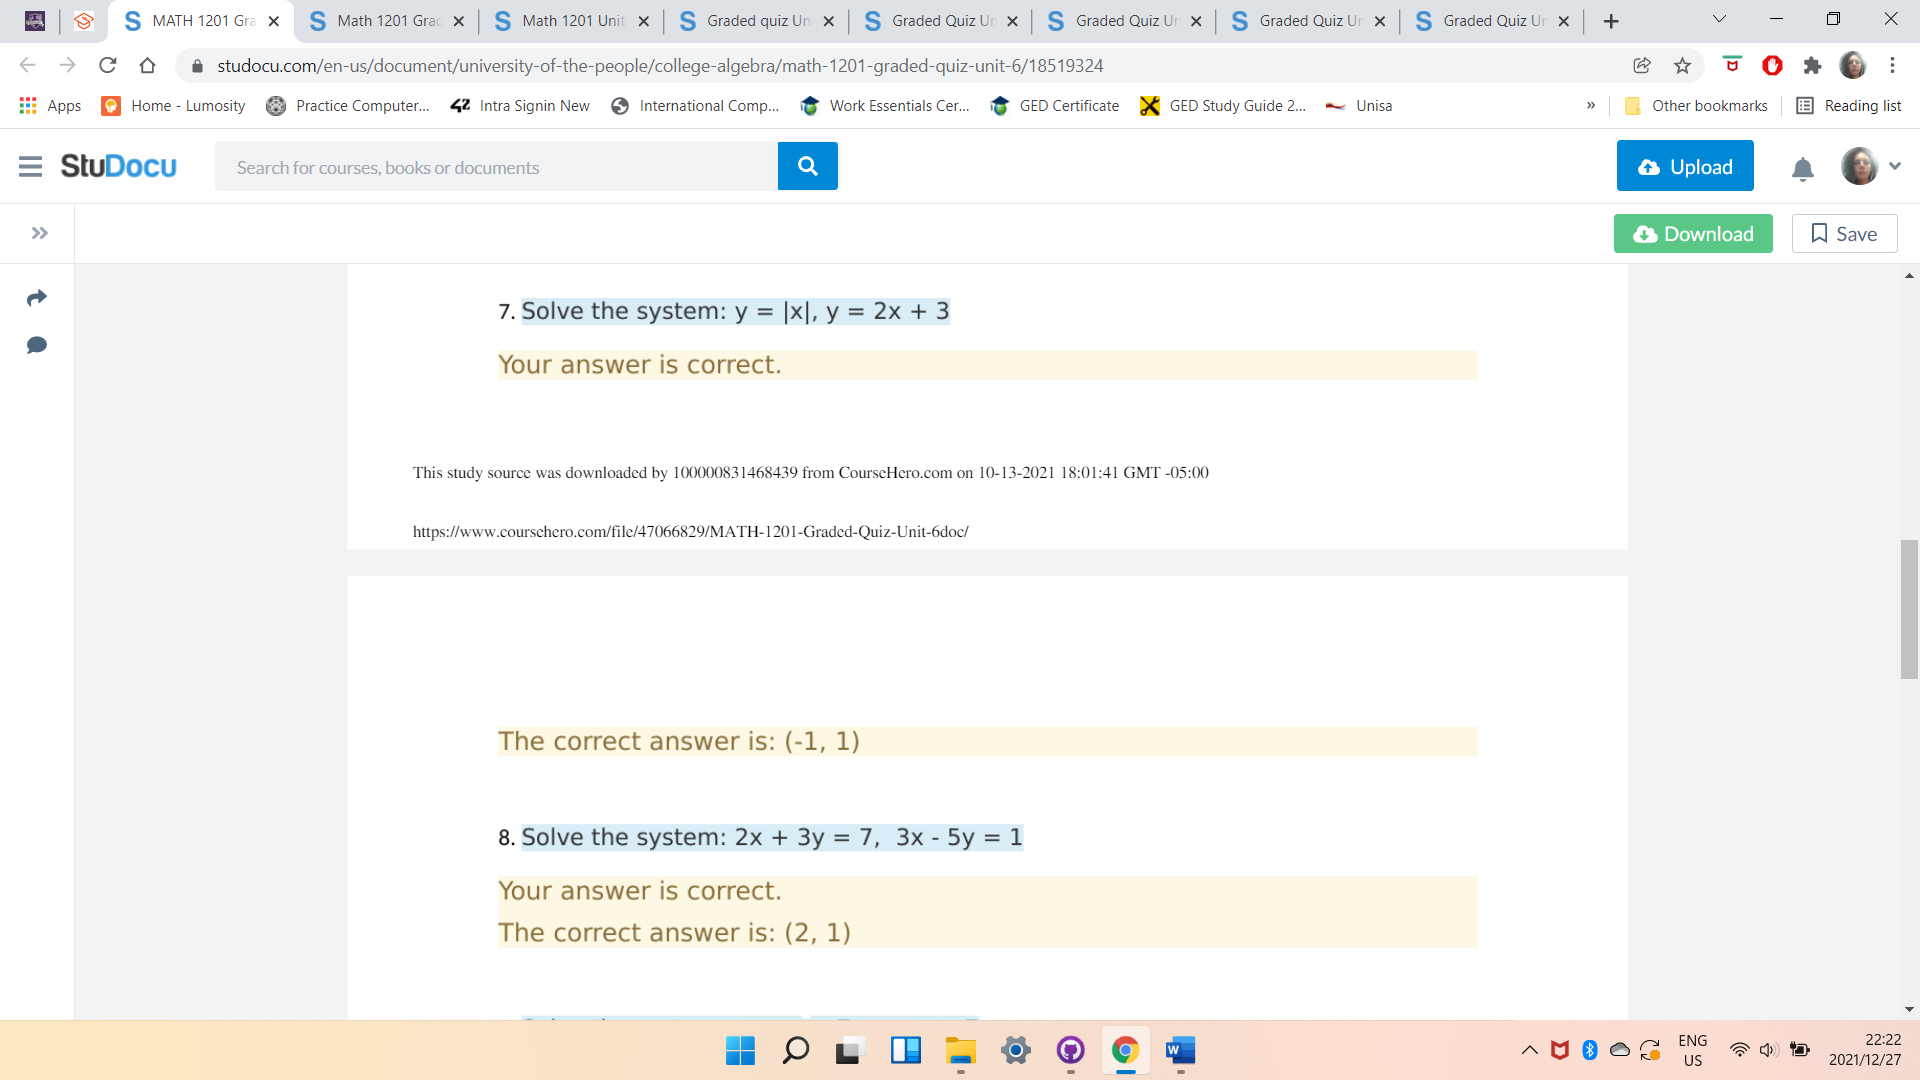 MATH 1201 Gra
Math 1201 Grad
Math 1201 Unit
Graded quiz Un
Graded Quiz Un
Graded Quiz Un
Graded Quiz Un
Graded Quiz Un
studocu.com/en-us/document/university-of-the-people/college-algebra/math-1201-graded-quiz-unit-6/18519324
Apps
Home - Lumosity
Practice Computer...
Intra Signin New
International Comp...
Work Essentials Cer...
GED Certificate
GED Study Guide 2...
Unisa
»
Other bookmarks
Reading list
StuDocu
Search for courses, books or documents
Upload
Download
Save
7. Solve the system: y = |x|, y = 2x + 3
Your answer is correct.
This study source was downloaded by 100000831468439 from CourseHero.com on 10-13-2021 18:01:41 GMT -05:00
https://www.coursehero.com/file/47066829/MATH-1201-Graded-Quiz-Unit-6doc/
The correct answer is: (-1, 1)
8. Solve the system: 2x + 3y = 7,  3x - 5y = 1
Your answer is correct.
The correct answer is: (2, 1)
ENG
US
22:22
2021/12/27